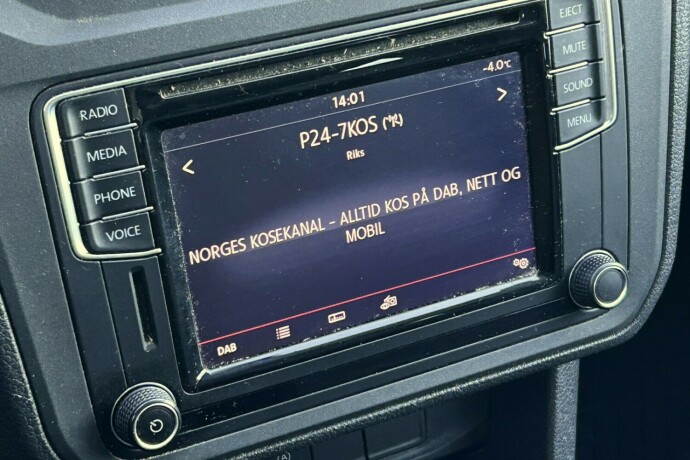 EJECT
RADIO
MUTE
MEDIA
SOUND
PHONE
MENU
VOICE
14:01
-4.0°C
< P24-7KOS >
Riks
NORGES KOSEKANAL - ALLTID KOS PÅ DAB, NETT OG
MOBIL
DAB
(A)